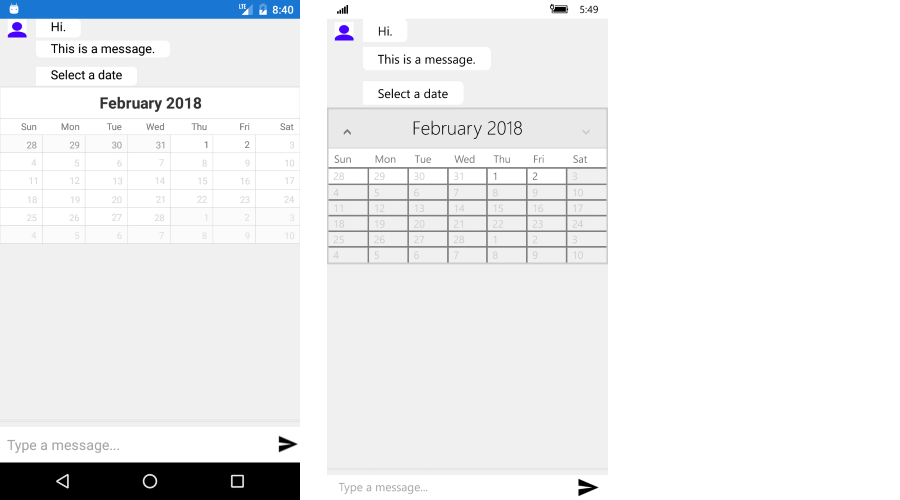 LTE 8:40
Hi.
This is a message.
Select a date
February 2018
Sun Mon Tue Wed Thu Fri Sat
28 29 30 31 1 2 3
4 5 6 7 8 9 10
11 12 13 14 15 16 17
18 19 20 21 22 23 24
25 26 27 28 1 2 3
4 5 6 7 8 9 10
Type a message...
5:49
Hi.
This is a message.
Select a date
February 2018
Sun Mon Tue Wed Thu Fri Sat
28 29 30 31 1 2 3
4 5 6 7 8 9 10
11 12 13 14 15 16 17
18 19 20 21 22 23 24
25 26 27 28 1 2 3
4 5 6 7 8 9 10
Type a message...